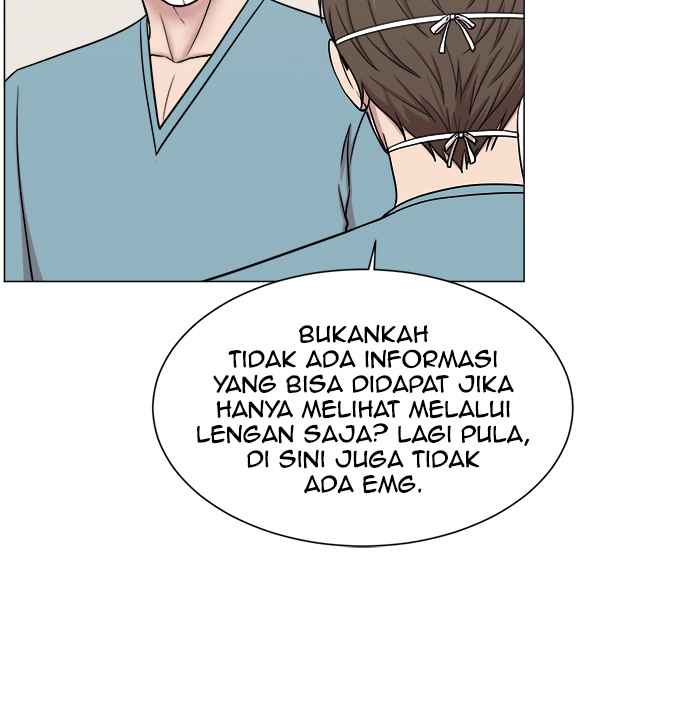 BUKANKAH
TIDAK ADA INFORMASI
YANG BISA DIDAPAT JIKA
HANYA MELIHAT MELALUI
LENGAN SAJA? LAGI PULA,
DI SINI JUGA TIDAK
ADA EMG.